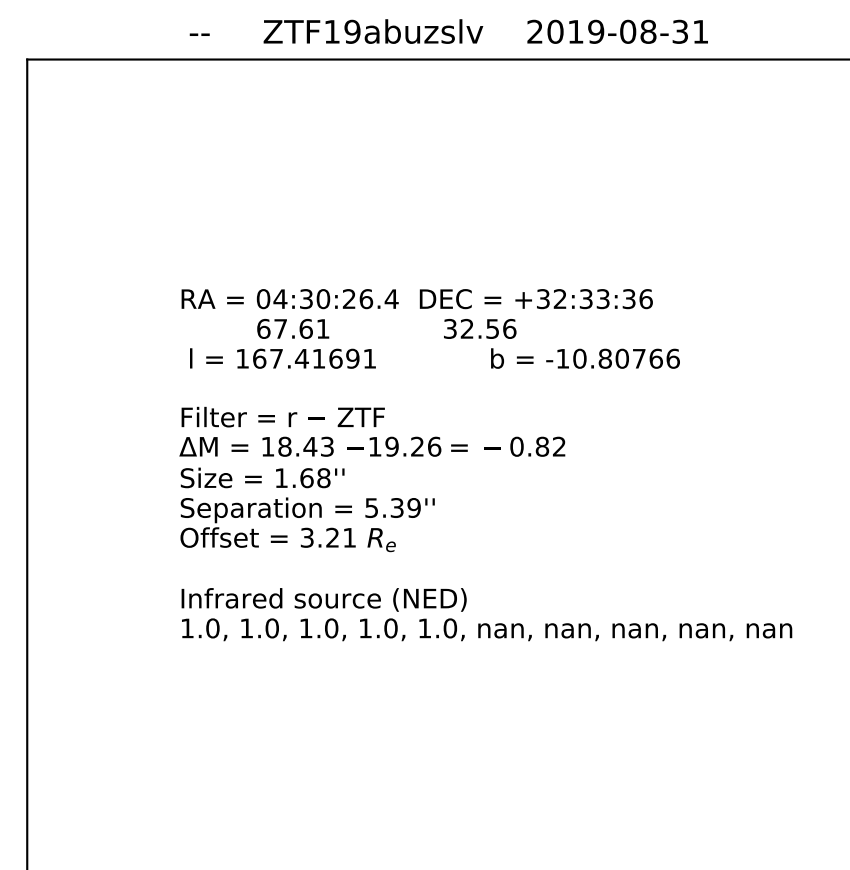 -- ZTF19abuzslv 2019-08-31
RA = 04:30:26.4 DEC = +32:33:36
67.61 32.56
l = 167.41691 b = -10.80766
Filter = r − ZTF
ΔM = 18.43 −19.26 = − 0.82
Size = 1.68''
Separation = 5.39''
Offset = 3.21 Re
Infrared source (NED)
1.0, 1.0, 1.0, 1.0, 1.0, nan, nan, nan, nan, nan